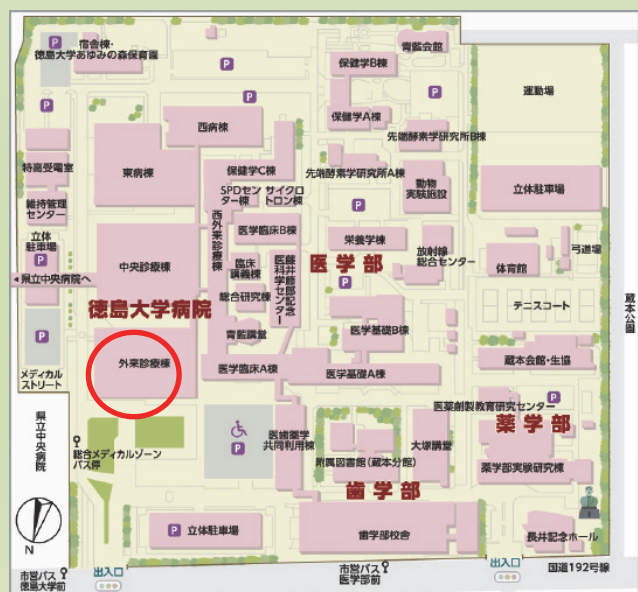 宿舎棟・
徳島大学あゆみの森保育園
P
P
P
青藍会館
保健学B棟
運動場
P
西病棟
保健学A棟
P
先端酵素学研究所B棟
特高受電室
東病棟
保健学C棟
先端酵素学研究所A棟
動物
実験施設
立体駐車場
SPDセン
ター棟
サイクロ
トロン棟
維持管理
センター
P
西外来診療棟
医学臨床B棟
立体
駐車場
P
栄養学棟
放射線
総合センター
弓道場
体育館
中央診療棟
臨床
講義棟
藤井節郎記念
医科学センター
医学部
県立中央病院へ
総合研究棟
P
テニスコート
蔵本公園
徳島大学病院
P
青藍講堂
医学基礎B棟
外来診療棟
蔵本会館・生協
メディカル
ストリート
医学臨床A棟
医学基礎A棟
医薬創製教育研究センター
P
県立中央病院
薬学部
総合メディカルゾーン
バス停
P
医歯薬学
共同利用棟
大塚講堂
附属図書館(蔵本分館)
薬学部実験研究棟
歯学部
N
P
立体駐車場
歯学部校舎
長井記念ホール
市営バス
徳島大学前
出入口
市営バス
医学部前
出入口
国道192号線